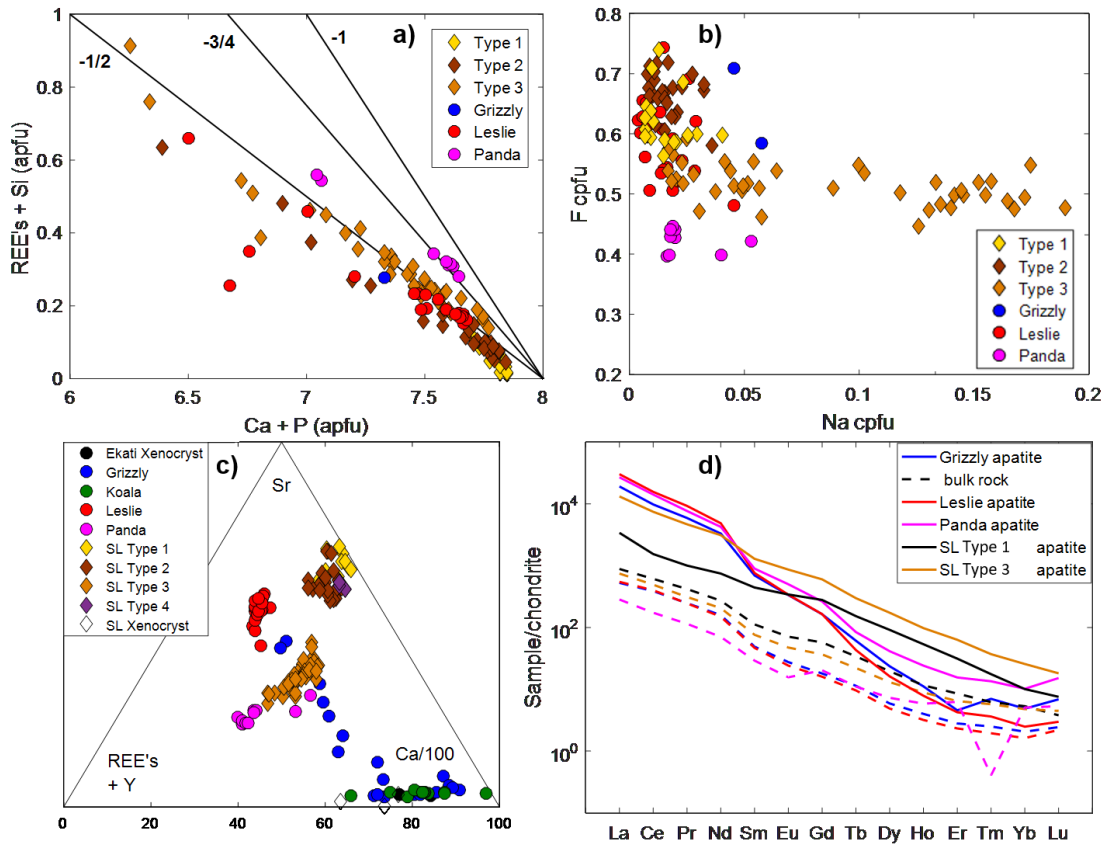 a)
1
0.8
0.6
0.4
0.2
0
6
6.5
7
7.5
8
REE's + Si (apfu)
Ca + P (apfu)
-1/2
-3/4
-1
Type 1
Type 2
Type 3
Grizzly
Leslie
Panda
b)
0.8
0.7
0.6
0.5
0.4
0.3
0.2
0
0.05
0.1
0.15
0.2
F cpfu
Na cpfu
Type 1
Type 2
Type 3
Grizzly
Leslie
Panda
c)
Ekati Xenocryst
Grizzly
Koala
Leslie
Panda
SL Type 1
SL Type 2
SL Type 3
SL Type 4
SL Xenocryst
Sr
REE's
+ Y
Ca/100
0
20
40
60
80
100
d)
Grizzly apatite
bulk rock
Leslie apatite
Panda apatite
SL Type 1 apatite
SL Type 3 apatite
Sample/chondrite
10^4
10^2
10^0
La Ce Pr Nd Sm Eu Gd Tb Dy Ho Er Tm Yb Lu